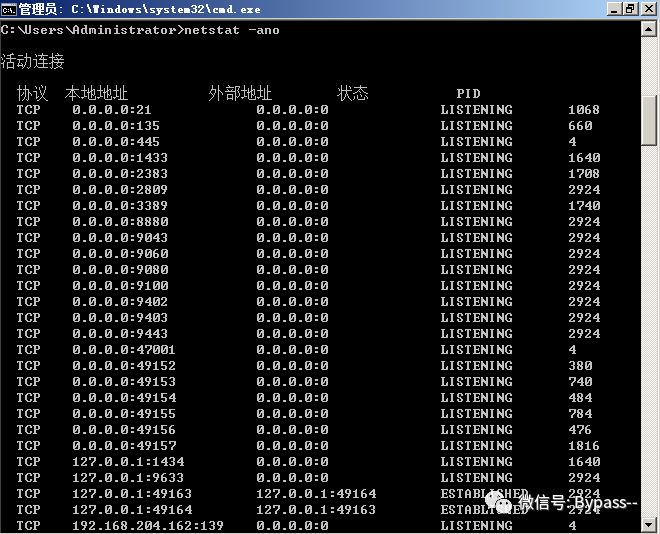 管理员: C:\Windows\system32\cmd.exe
C:\Users\Administrator>netstat -ano
活动连接
协议 本地地址 外部地址 状态 PID
TCP 0.0.0.0:21 0.0.0.0:0 LISTENING 1068
TCP 0.0.0.0:135 0.0.0.0:0 LISTENING 660
TCP 0.0.0.0:445 0.0.0.0:0 LISTENING 4
TCP 0.0.0.0:1433 0.0.0.0:0 LISTENING 1640
TCP 0.0.0.0:2383 0.0.0.0:0 LISTENING 1708
TCP 0.0.0.0:2809 0.0.0.0:0 LISTENING 2924
TCP 0.0.0.0:3389 0.0.0.0:0 LISTENING 1740
TCP 0.0.0.0:8880 0.0.0.0:0 LISTENING 2924
TCP 0.0.0.0:9043 0.0.0.0:0 LISTENING 2924
TCP 0.0.0.0:9060 0.0.0.0:0 LISTENING 2924
TCP 0.0.0.0:9080 0.0.0.0:0 LISTENING 2924
TCP 0.0.0.0:9100 0.0.0.0:0 LISTENING 2924
TCP 0.0.0.0:9402 0.0.0.0:0 LISTENING 2924
TCP 0.0.0.0:9403 0.0.0.0:0 LISTENING 2924
TCP 0.0.0.0:9443 0.0.0.0:0 LISTENING 2924
TCP 0.0.0.0:47001 0.0.0.0:0 LISTENING 4
TCP 0.0.0.0:49152 0.0.0.0:0 LISTENING 380
TCP 0.0.0.0:49153 0.0.0.0:0 LISTENING 740
TCP 0.0.0.0:49154 0.0.0.0:0 LISTENING 484
TCP 0.0.0.0:49155 0.0.0.0:0 LISTENING 784
TCP 0.0.0.0:49156 0.0.0.0:0 LISTENING 476
TCP 0.0.0.0:49157 0.0.0.0:0 LISTENING 1816
TCP 127.0.0.1:1434 0.0.0.0:0 LISTENING 1640
TCP 127.0.0.1:9633 0.0.0.0:0 LISTENING 2924
TCP 127.0.0.1:49163 127.0.0.1:49164 ESTABLISHED 2924
TCP 127.0.0.1:49164 127.0.0.1:49163 ESTABLISHED 2924
TCP 192.168.204.162:139 0.0.0.0:0 LISTENING 4
微信号: Bypass--